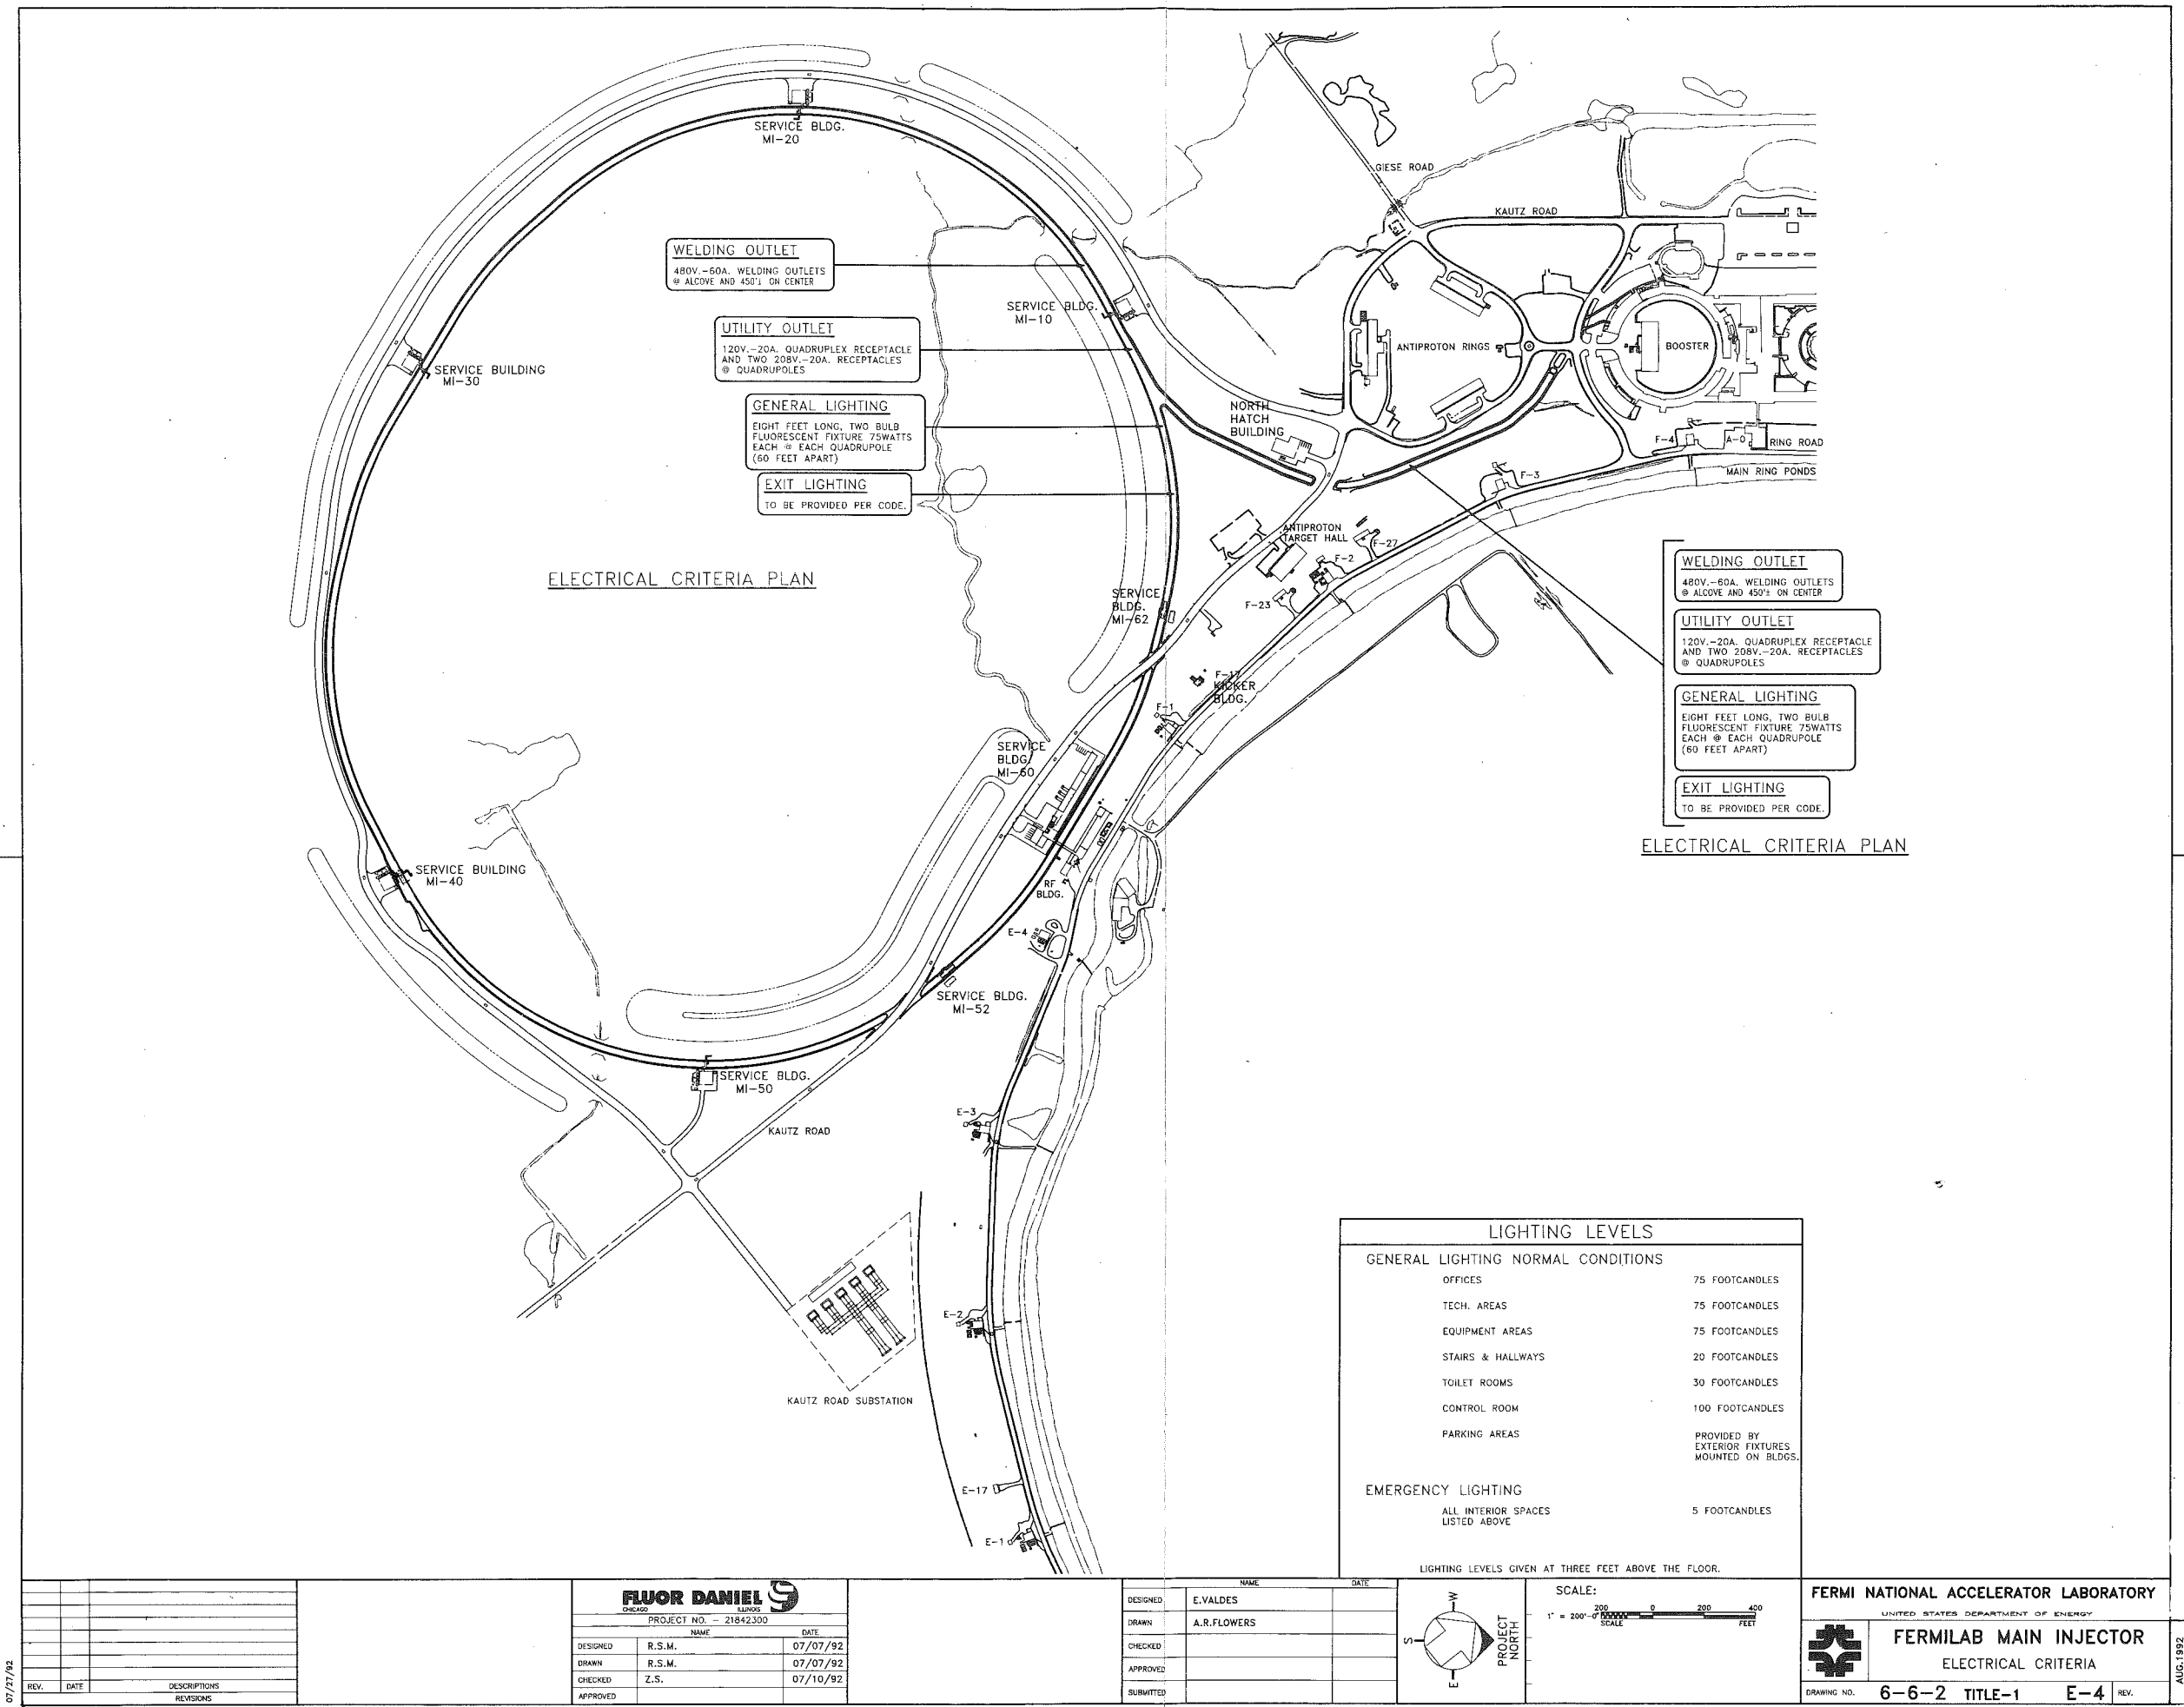 SERVICE BLDG.
MI-20
GIESE ROAD
KAUTZ ROAD
WELDING OUTLET
480V.-60A. WELDING OUTLETS
@ ALCOVE AND 450'± ON CENTER
SERVICE BLDG.
MI-10
UTILITY OUTLET
120V.-20A. QUADRUPLEX RECEPTACLE
AND TWO 208V.-20A. RECEPTACLES
@ QUADRUPOLES
ANTIPROTON RINGS
BOOSTER
SERVICE BUILDING
MI-30
GENERAL LIGHTING
EIGHT FEET LONG, TWO BULB
FLUORESCENT FIXTURE 75WATTS
EACH @ EACH QUADRUPOLE
(60 FEET APART)
NORTH
HATCH
BUILDING
F-4
A-0
RING ROAD
MAIN RING PONDS
F-3
EXIT LIGHTING
TO BE PROVIDED PER CODE.
ANTIPROTON
TARGET HALL
F-27
F-2
F-23
ELECTRICAL CRITERIA PLAN
SERVICE
BLDG.
MI-62
WELDING OUTLET
480V.-60A. WELDING OUTLETS
@ ALCOVE AND 450'± ON CENTER
UTILITY OUTLET
120V.-20A. QUADRUPLEX RECEPTACLE
AND TWO 208V.-20A. RECEPTACLES
@ QUADRUPOLES
F-17
KICKER
BLDG.
F-1
GENERAL LIGHTING
EIGHT FEET LONG, TWO BULB
FLUORESCENT FIXTURE 75WATTS
EACH @ EACH QUADRUPOLE
(60 FEET APART)
SERVICE
BLDG.
MI-60
EXIT LIGHTING
TO BE PROVIDED PER CODE.
ELECTRICAL CRITERIA PLAN
SERVICE BUILDING
MI-40
RF
BLDG.
E-4
SERVICE BLDG.
MI-52
SERVICE BLDG.
MI-50
E-3
KAUTZ ROAD
E-2
KAUTZ ROAD SUBSTATION
E-17
E-1
LIGHTING LEVELS
GENERAL LIGHTING NORMAL CONDITIONS
OFFICES 75 FOOTCANDLES
TECH. AREAS 75 FOOTCANDLES
EQUIPMENT AREAS 75 FOOTCANDLES
STAIRS & HALLWAYS 20 FOOTCANDLES
TOILET ROOMS 30 FOOTCANDLES
CONTROL ROOM 100 FOOTCANDLES
PARKING AREAS PROVIDED BY
EXTERIOR FIXTURES
MOUNTED ON BLDGS.
EMERGENCY LIGHTING
ALL INTERIOR SPACES 5 FOOTCANDLES
LISTED ABOVE
LIGHTING LEVELS GIVEN AT THREE FEET ABOVE THE FLOOR.
07/27/92
REV. DATE DESCRIPTIONS
REVISIONS
FLUOR DANIEL
CHICAGO ILLINOIS
PROJECT NO. - 21842300
NAME DATE
DESIGNED R.S.M. 07/07/92
DRAWN R.S.M. 07/07/92
CHECKED Z.S. 07/10/92
APPROVED
NAME DATE
DESIGNED E.VALDES
DRAWN A.R.FLOWERS
CHECKED
APPROVED
SUBMITTED
W
S
E
PROJECT
NORTH
SCALE:
1" = 200'-0"
200 0 200 400
SCALE FEET
FERMI NATIONAL ACCELERATOR LABORATORY
UNITED STATES DEPARTMENT OF ENERGY
FERMILAB MAIN INJECTOR
ELECTRICAL CRITERIA
DRAWING NO. 6-6-2 TITLE-1 E-4 REV.
AUG.1992